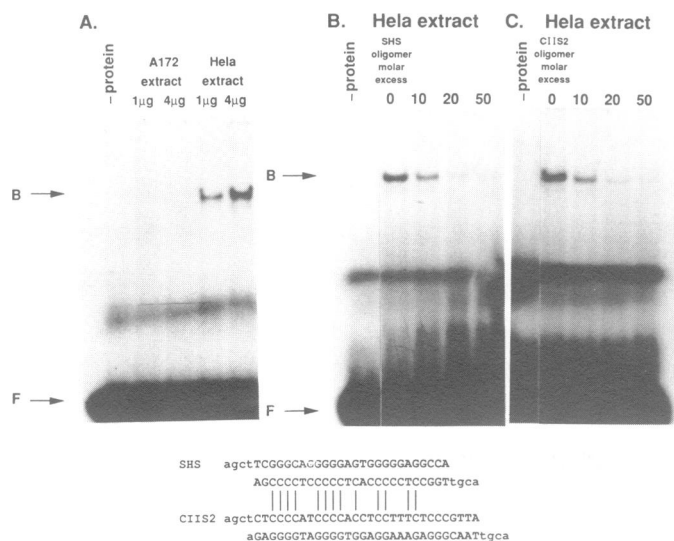 A.
– protein
A172 extract
1µg 4µg
Hela extract
1µg 4µg
B
F
B. Hela extract
– protein
SHS oligomer molar excess
0 10 20 50
B
F
C. Hela extract
– protein
CIIS2 oligomer molar excess
0 10 20 50
SHS agctTCGGGCAGGGGGAGTGGGGGAGGCCA
AGCCCCTCCCCCTCACCCCCTCCGGTtgca
CIIS2 agctCTCCCCATCCCCACCTCCTTTCTCCCGTTA
aGAGGGGTAGGGGTGGAGGAAAGAGGGCAATtgca